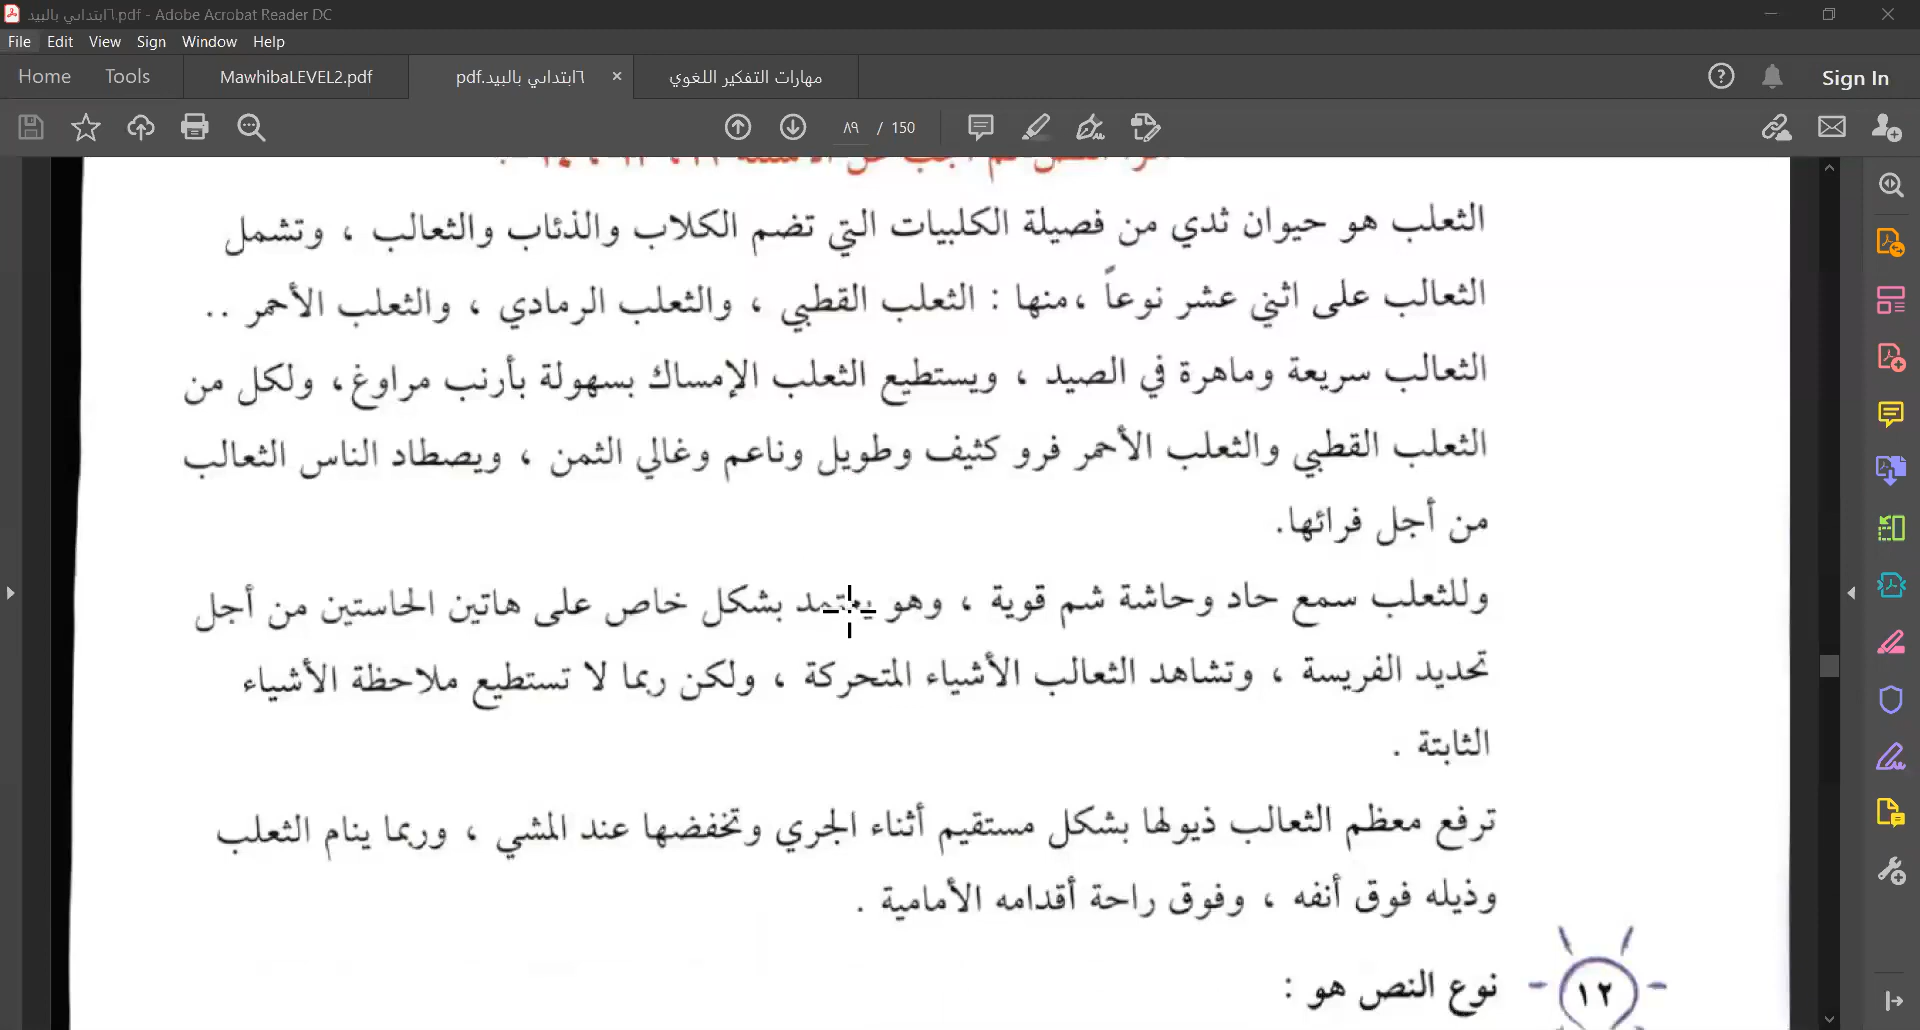 ٦ابتدائي بالبيد.pdf - Adobe Acrobat Reader DC
File Edit View Sign Window Help
Home Tools MawhibaLEVEL2.pdf ٦ابتدائي بالبيد.pdf × مهارات التفكير اللغوي Sign In
٨٩ / 150
الثعلب هو حيوان ثدي من فصيلة الكلبيات التي تضم الكلاب والذئاب والثعالب ، وتشمل
الثعالب على اثني عشر نوعاً ،منها : الثعلب القطبي ، والثعلب الرمادي ، والثعلب الأحمر ..
الثعالب سريعة وماهرة في الصيد ، ويستطيع الثعلب الإمساك بسهولة بأرنب مراوغ، ولكل من
الثعلب القطبي والثعلب الأحمر فرو كثيف وطويل وناعم وغالي الثمن ، ويصطاد الناس الثعالب
من أجل فرائها.
وللثعلب سمع حاد وحاشة شم قوية ، وهو يعتمد بشكل خاص على هاتين الحاستين من أجل
تحديد الفريسة ، وتشاهد الثعالب الأشياء المتحركة ، ولكن ربما لا تستطيع ملاحظة الأشياء
الثابتة .
ترفع معظم الثعالب ذيولها بشكل مستقيم أثناء الجري وتخفضها عند المشي ، وربما ينام الثعلب
وذيله فوق أنفه ، وفوق راحة أقدامه الأمامية .
١٢ نوع النص هو :